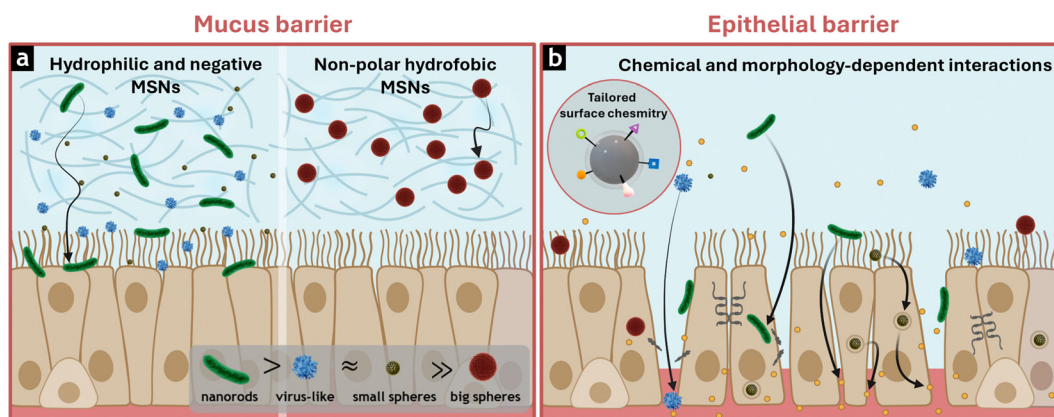 Mucus barrier
Epithelial barrier
a
Hydrophilic and negative
MSNs
Non-polar hydrofobic
MSNs
nanorods
>
virus-like
≈
small spheres
≫
big spheres
b
Chemical and morphology-dependent interactions
Tailored
surface chesmitry